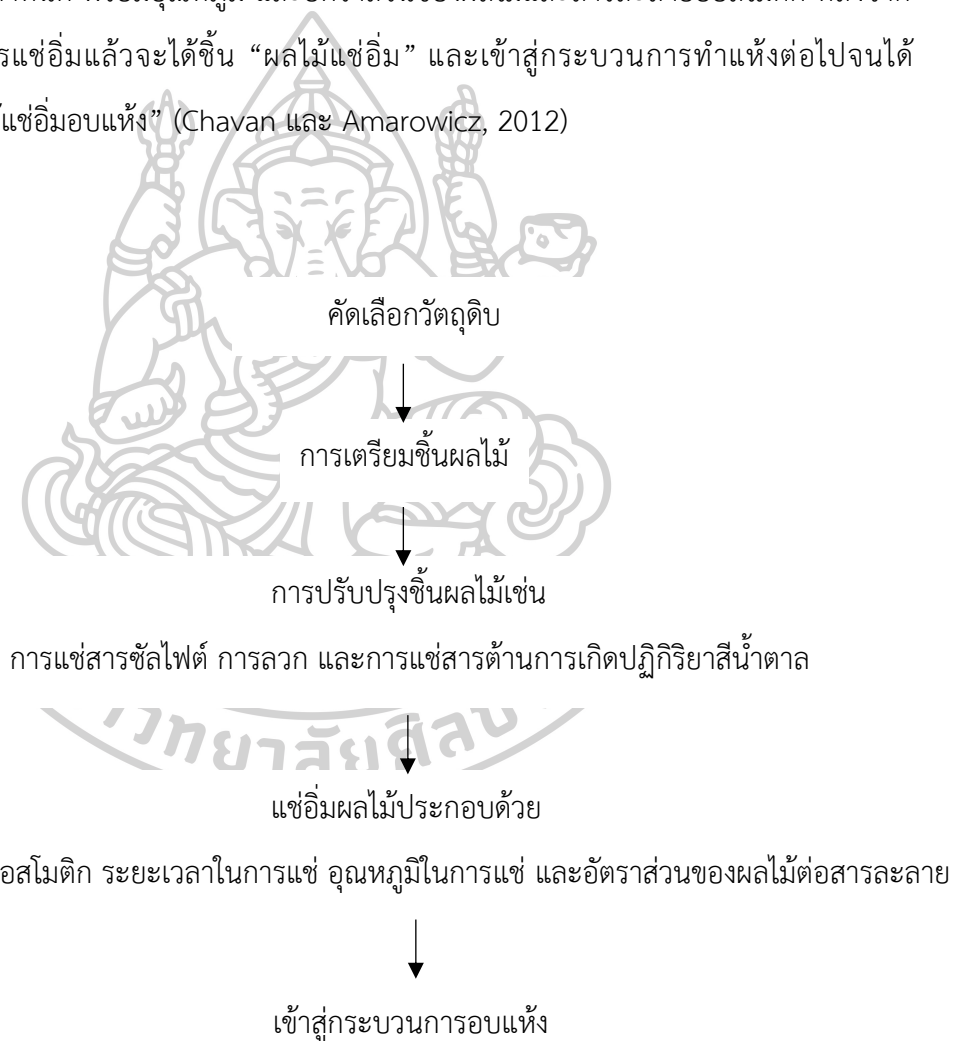 การแช่อิ่มแล้วจะได้ชิ้น “ผลไม้แช่อิ่ม” และเข้าสู่กระบวนการทำแห้งต่อไปจนได้
แช่อิ่มอบแห้ง” (Chavan และ Amarowicz, 2012)
คัดเลือกวัตถุดิบ
การเตรียมชิ้นผลไม้
การปรับปรุงชิ้นผลไม้เช่น
การแช่สารซัลไฟต์ การลวก และการแช่สารต้านการเกิดปฏิกิริยาสีน้ำตาล
แช่อิ่มผลไม้ประกอบด้วย
ออสโมติก ระยะเวลาในการแช่ อุณหภูมิในการแช่ และอัตราส่วนของผลไม้ต่อสารละลาย
เข้าสู่กระบวนการอบแห้ง